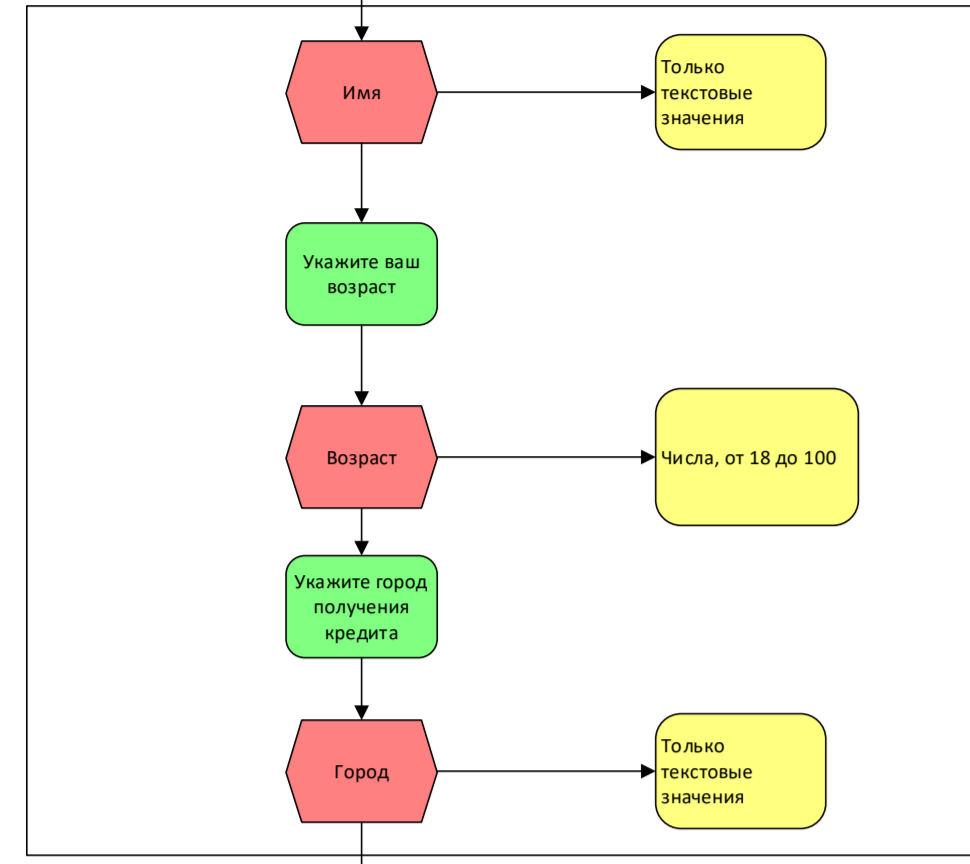 Имя
Только
текстовые
значения
Укажите ваш
возраст
Возраст
Числа, от 18 до 100
Укажите город
получения
кредита
Город
Только
текстовые
значения